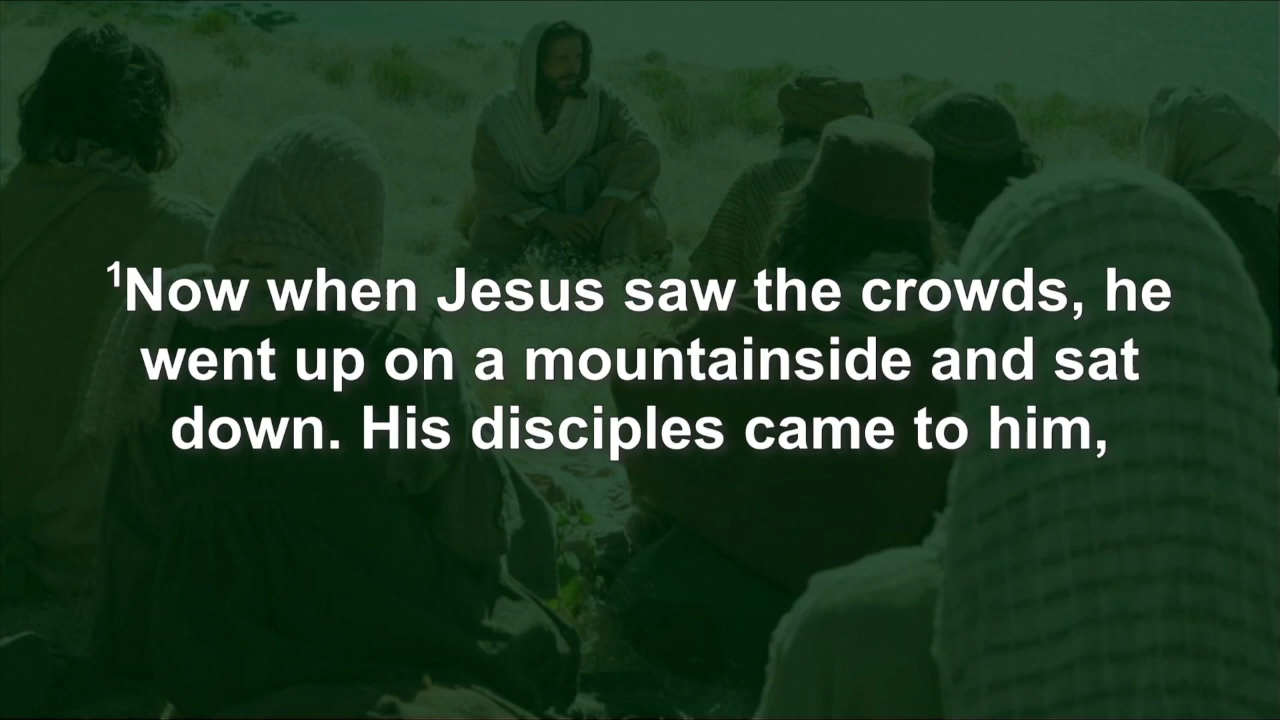 ¹Now when Jesus saw the crowds, he
went up on a mountainside and sat
down. His disciples came to him,